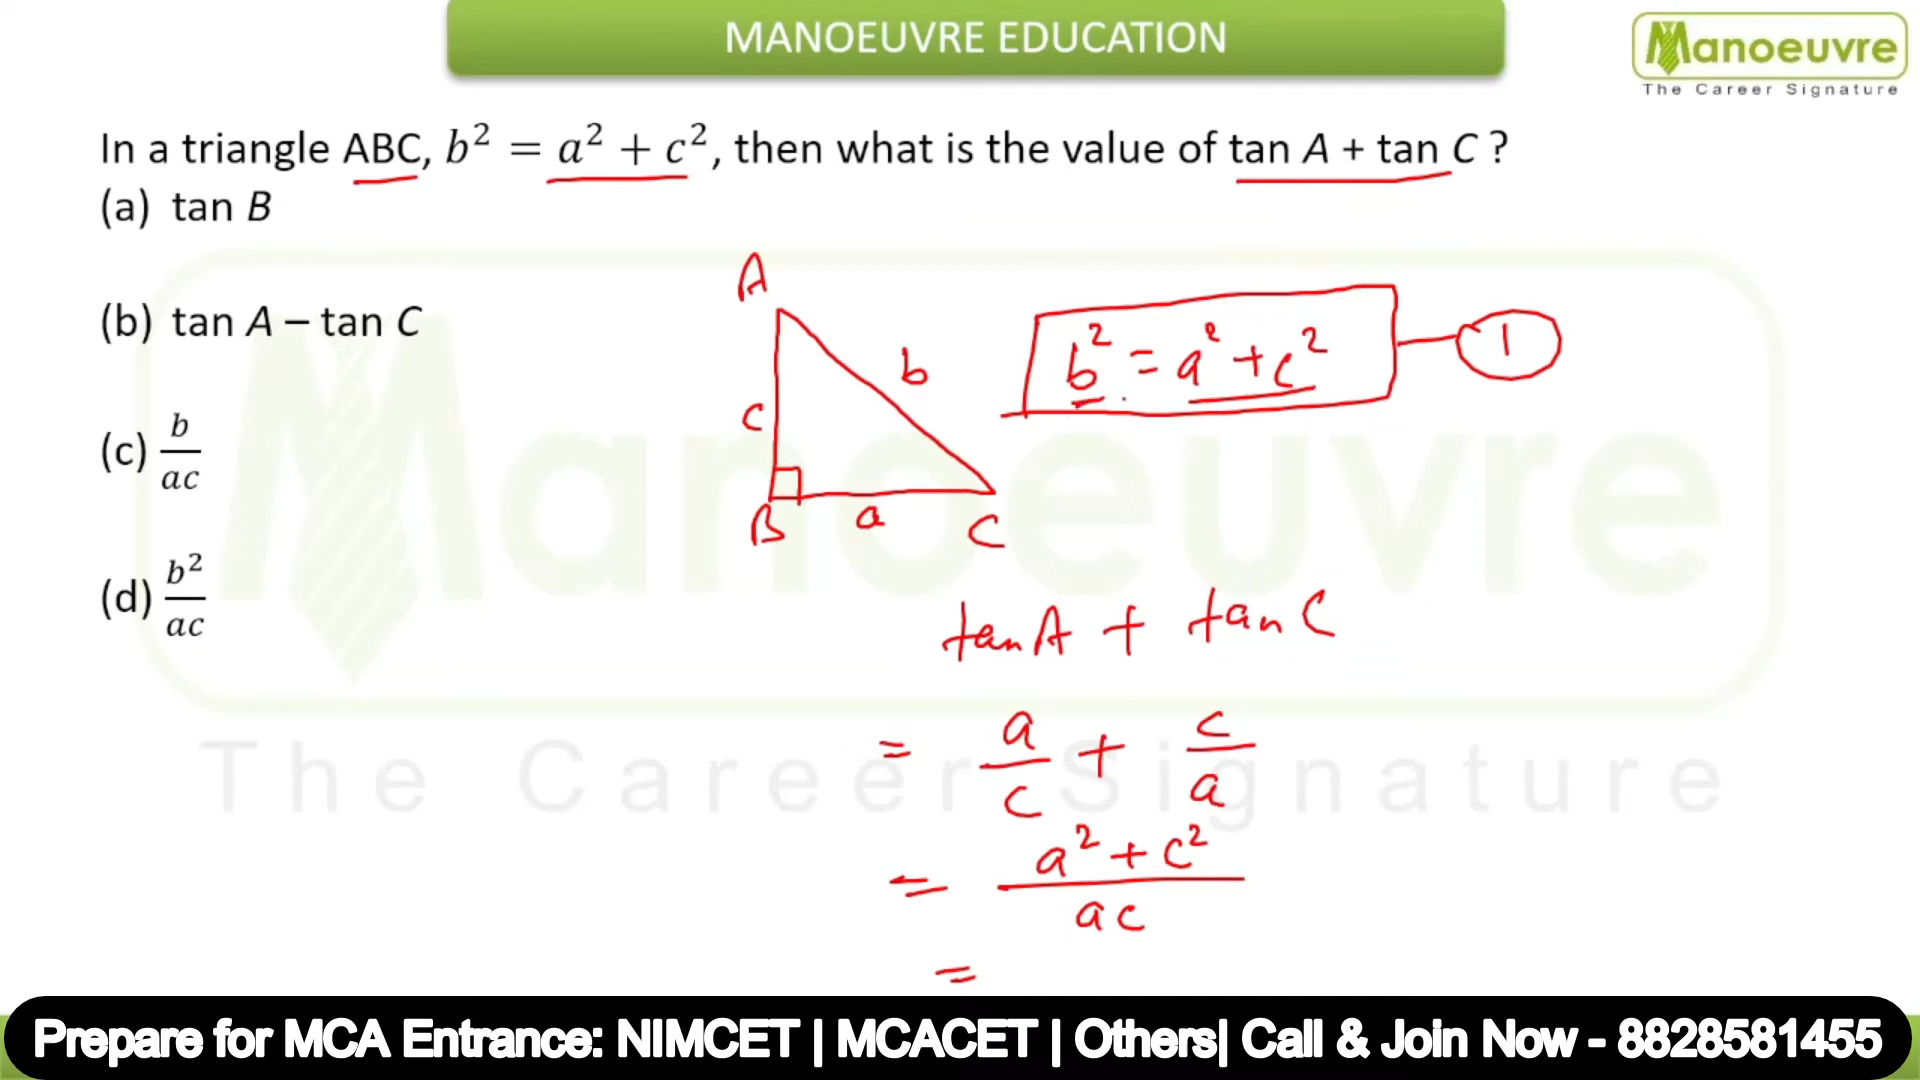 MANOEUVRE EDUCATION
Manoeuvre
The Career Signature
In a triangle ABC, b² = a² + c², then what is the value of tan A + tan C ?
(a) tan B
(b) tan A – tan C
(c) b/ac
(d) b²/ac
A
b
c
B
a
C
b² = a² + c²
1
tan A + tan C
= a/c + c/a
= a² + c²/ac
=
Manoeuvre
The Career Signature
Prepare for MCA Entrance: NIMCET | MCACET | Others| Call & Join Now - 8828581455